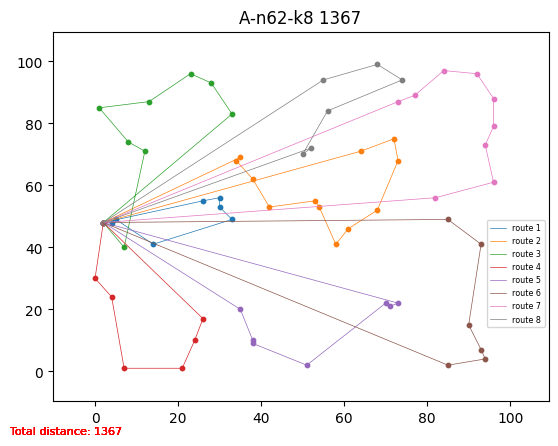 A-n62-k8 1367
100
80
60
40
20
0
0 20 40 60 80 100
route 1
route 2
route 3
route 4
route 5
route 6
route 7
route 8
Total distance: 1367